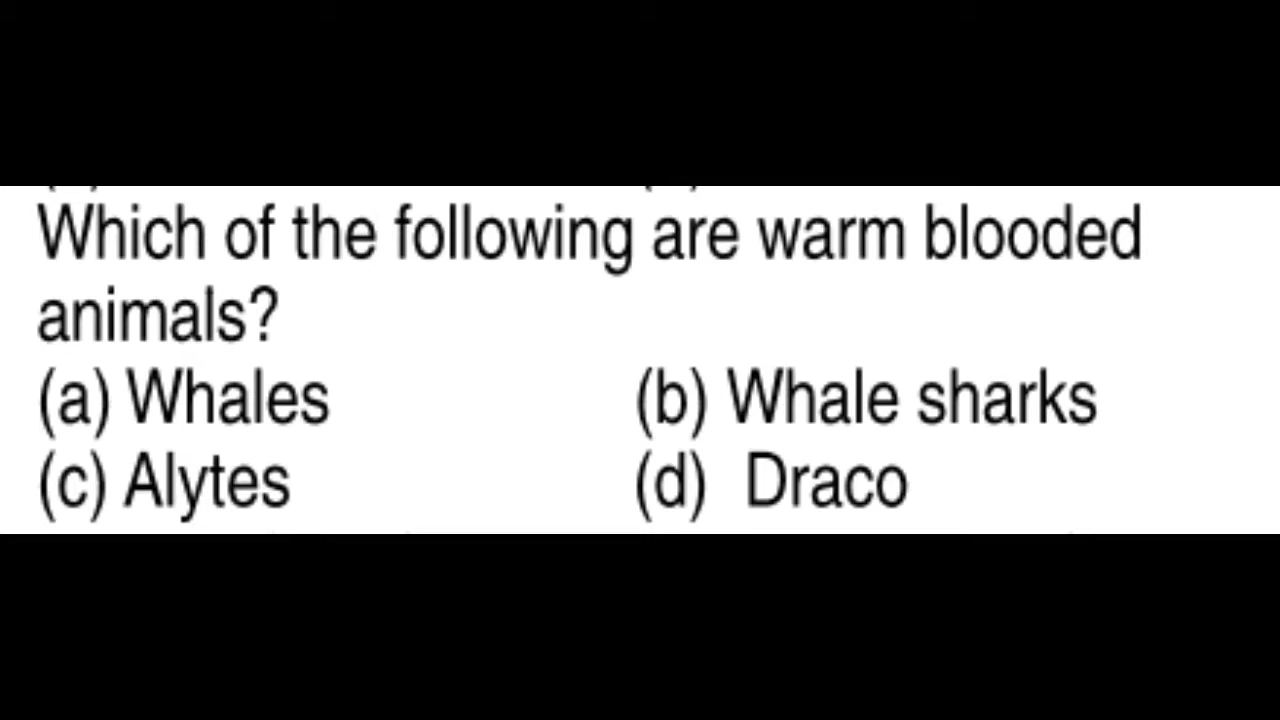 Which of the following are warm blooded
animals?
(a) Whales (b) Whale sharks
(c) Alytes (d) Draco